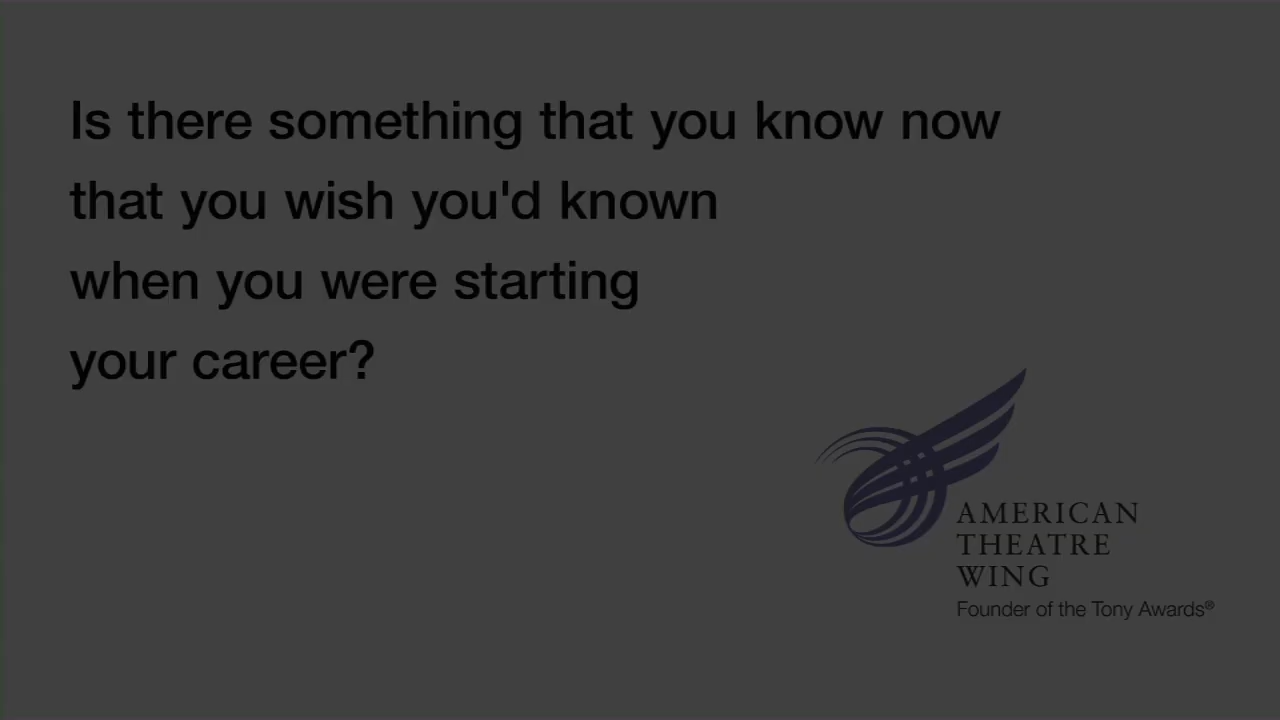 Is there something that you know now
that you wish you'd known
when you were starting
your career?
AMERICAN
THEATRE
WING
Founder of the Tony Awards®